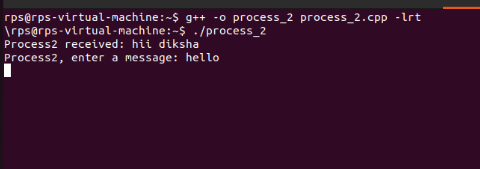 rps@rps-virtual-machine:~$ g++ -o process_2 process_2.cpp -lrt
\rps@rps-virtual-machine:~$ ./process_2
Process2 received: hii diksha
Process2, enter a message: hello